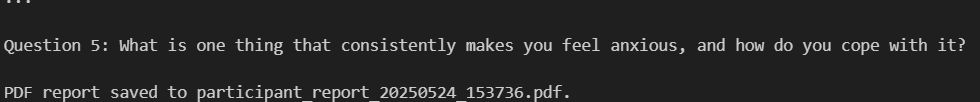 ...
Question 5: What is one thing that consistently makes you feel anxious, and how do you cope with it?
PDF report saved to participant_report_20250524_153736.pdf.